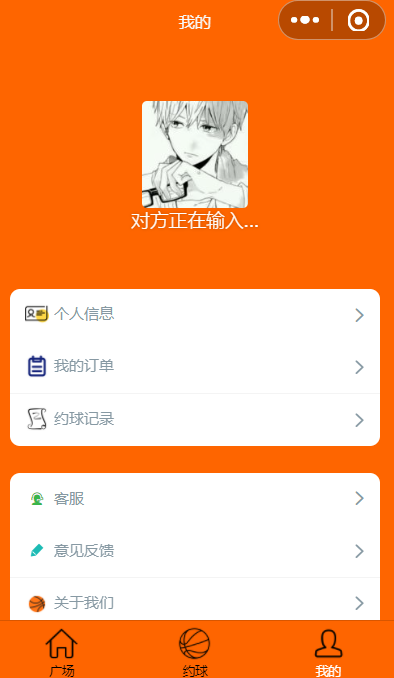 我的
对方正在输入...
个人信息
我的订单
约球记录
客服
意见反馈
关于我们
广场
约球
我的